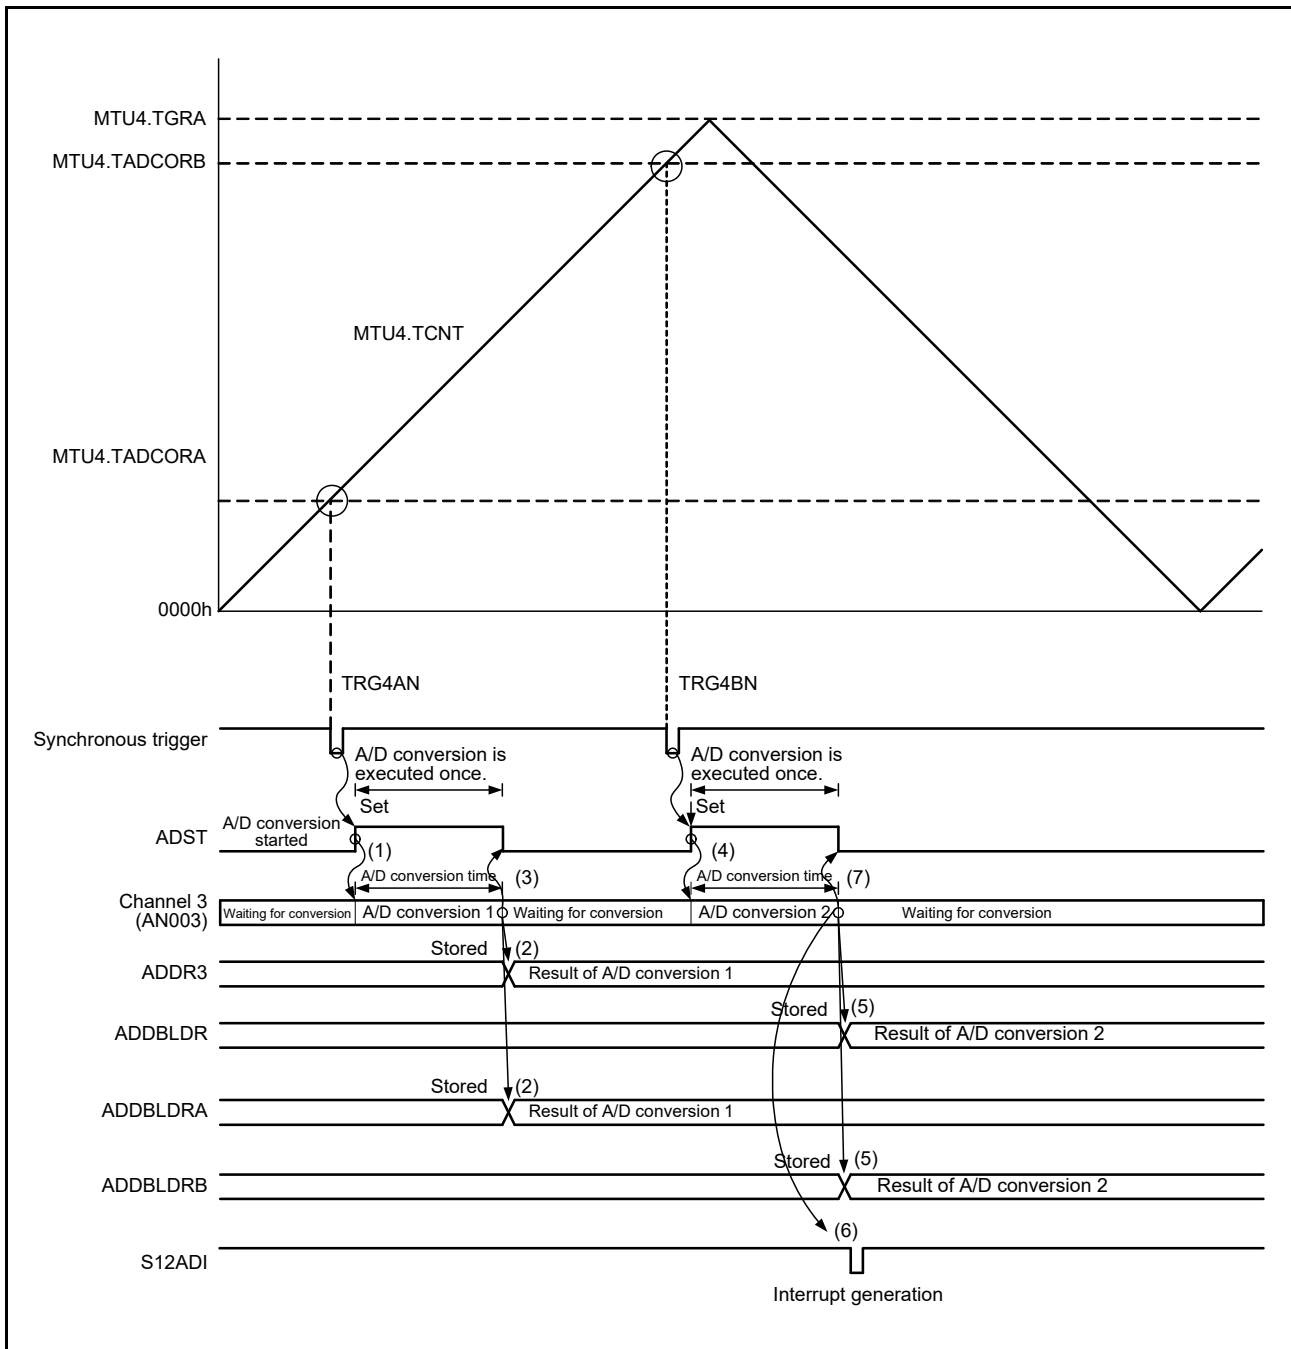 MTU4.TGRA
MTU4.TADCORB
MTU4.TCNT
MTU4.TADCORA
0000h
TRG4AN
TRG4BN
Synchronous trigger
A/D conversion is
executed once.
A/D conversion is
executed once.
Set
Set
A/D conversion
started
ADST
(1)
(4)
A/D conversion time
(3)
A/D conversion time
(7)
Channel 3
(AN003)
Waiting for conversion
A/D conversion 1
Waiting for conversion
A/D conversion 2
Waiting for conversion
Stored
(2)
ADDR3
Result of A/D conversion 1
Stored
(5)
ADDBLDR
Result of A/D conversion 2
Stored
(2)
ADDBLDRA
Result of A/D conversion 1
Stored
(5)
ADDBLDRB
Result of A/D conversion 2
(6)
S12ADI
Interrupt generation